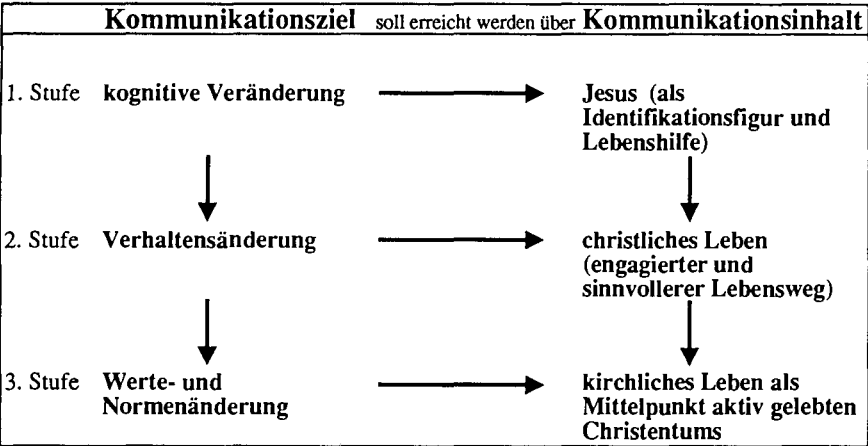 Kommunikationsziel soll erreicht werden über Kommunikationsinhalt
1. Stufe kognitive Veränderung Jesus (als
Identifikationsfigur und
Lebenshilfe)
2. Stufe Verhaltensänderung christliches Leben
(engagierter und
sinnvollerer Lebensweg)
3. Stufe Werte- und kirchliches Leben als
Normenänderung Mittelpunkt aktiv gelebten
Christentums